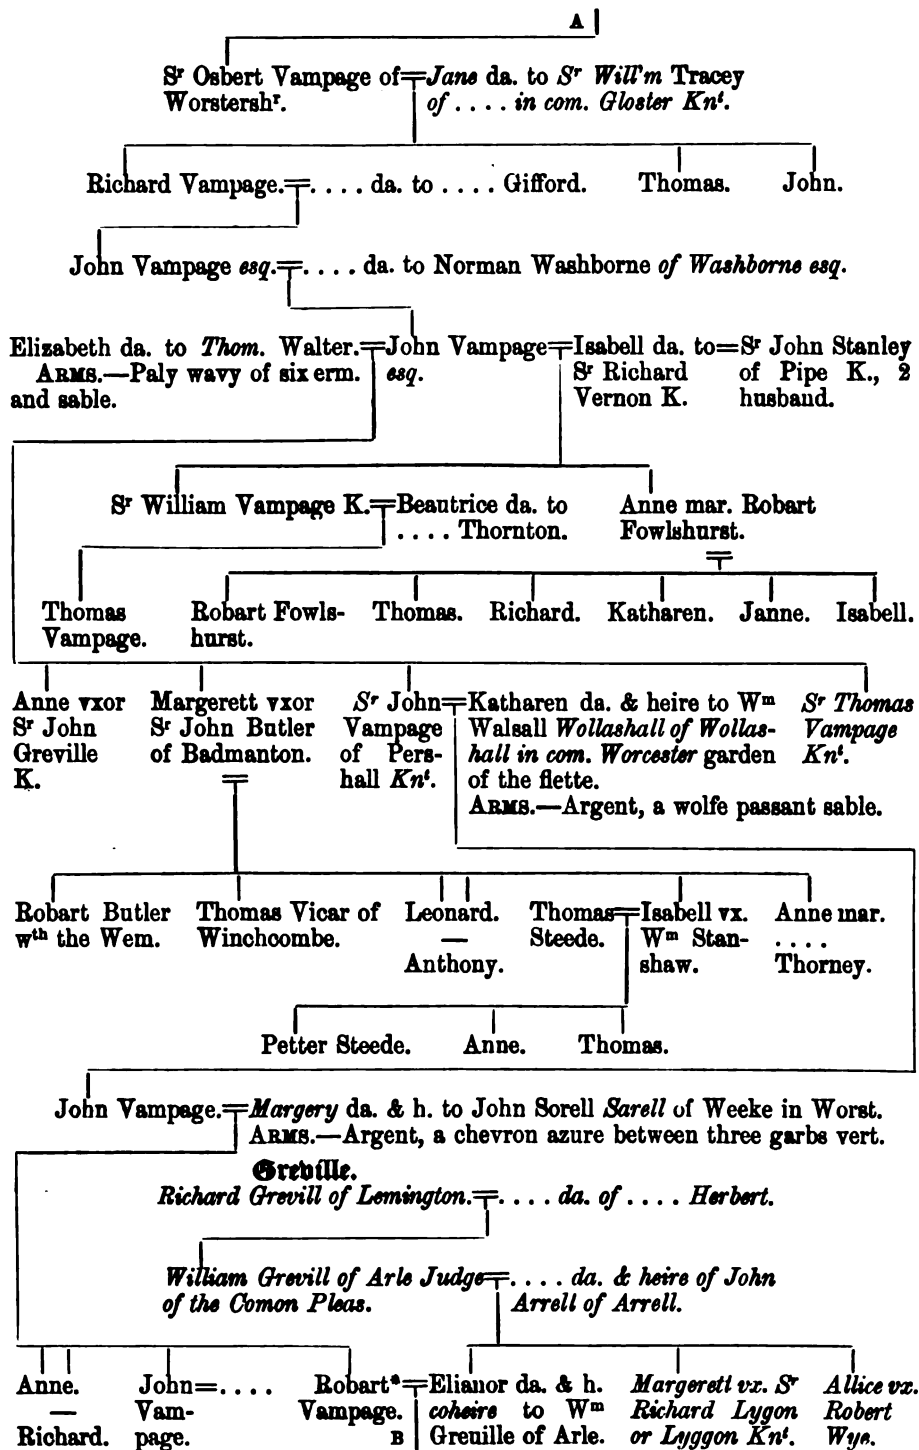 A
Sr Osbert Vampage of Jane da. to Sr Will'm Tracey
Worstershr. of . . . . in com. Gloster Knt.
Richard Vampage. . . . . da. to . . . . Gifford. Thomas. John.
John Vampage esq. . . . . da. to Norman Washborne of Washborne esq.
Elizabeth da. to Thom. Walter. John Vampage Isabell da. to = Sr John Stanley
ARMS.—Paly wavy of six erm. esq. Sr Richard of Pipe K., 2
and sable. Vernon K. husband.
Sr William Vampage K. Beautrice da. to Anne mar. Robart
. . . . Thornton. Fowlshurst.
Thomas Robart Fowls- Thomas. Richard. Katharen. Janne. Isabell.
Vampage. hurst.
Anne vxor Margerett vxor Sr John Katharen da. & heire to Wm Sr Thomas
Sr John Sr John Butler Vampage Walsall Wollashall of Wollas- Vampage
Greville of Badmanton. of Pers- hall in com. Worcester garden Knt.
K. hall Knt. of the flette.
ARMS.—Argent, a wolfe passant sable.
Robart Butler Thomas Vicar of Leonard. Thomas Isabell vx. Anne mar.
wth the Wem. Winchcombe. — Steede. Wm Stan- . . . .
Anthony. shaw. Thorney.
Petter Steede. Anne. Thomas.
John Vampage. Margery da. & h. to John Sorell Sarell of Weeke in Worst.
ARMS.—Argent, a chevron azure between three garbs vert.
Greville.
Richard Grevill of Lemington. . . . . da. of . . . . Herbert.
William Grevill of Arle Judge . . . . da. & heire of John
of the Comon Pleas. Arrell of Arrell.
Anne. John = . . . . Robart* Elianor da. & h. Margerett vx. Sr Allice vx.
— Vam- Vampage. coheire to Wm Richard Lygon Robert
Richard. page. B Greuille of Arle. or Lyggon Knt. Wye.